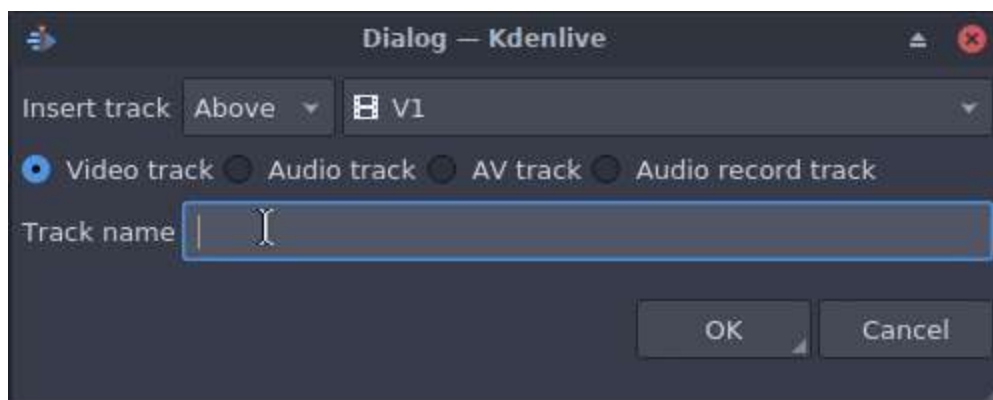 Dialog — Kdenlive
Insert track Above V1
Video track Audio track AV track Audio record track
Track name
OK Cancel